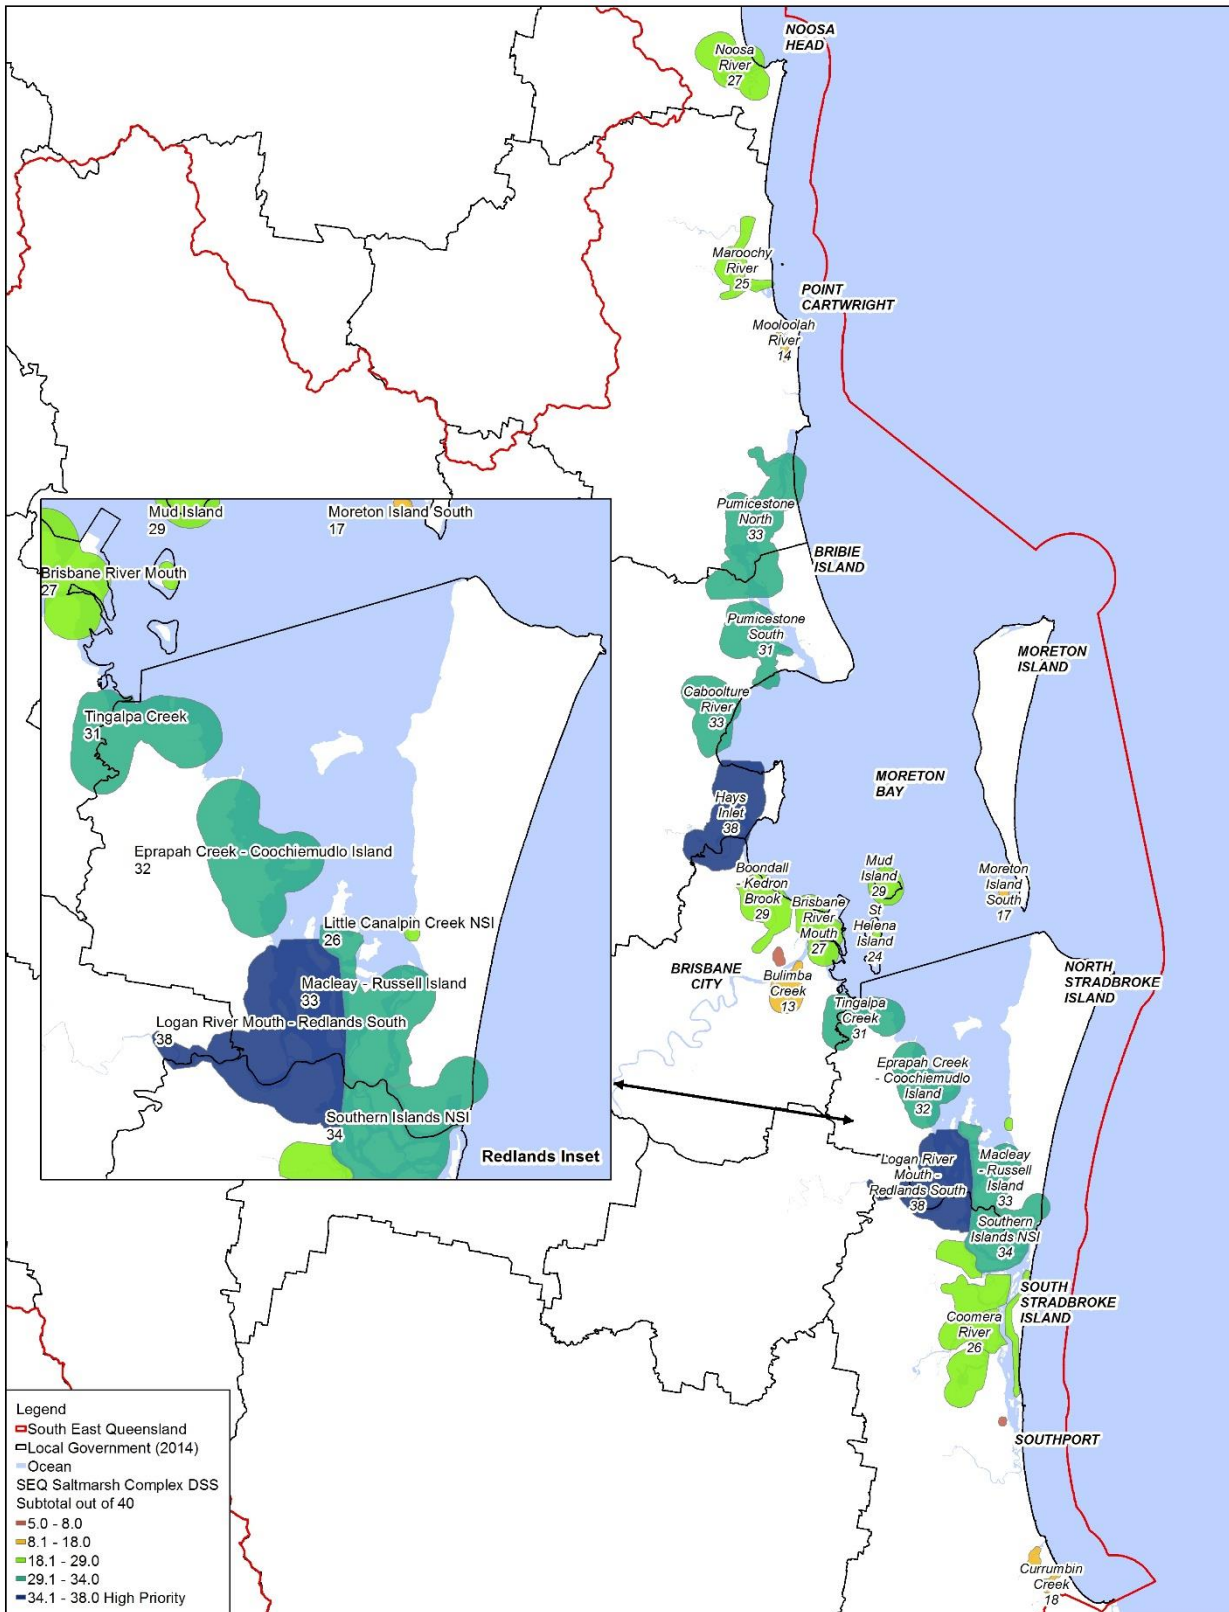 NOOSA
HEAD
Noosa
River
27
Maroochy
River
25
POINT
CARTWRIGHT
Mooloolah
River
14
Pumicestone
North
33
BRIBIE
ISLAND
Pumicestone
South
31
MORETON
ISLAND
Caboolture
River
33
MORETON
BAY
Hays
Inlet
38
Boondall
- Kedron
Brook
29
Mud
Island
29
Moreton
Island
South
17
Brisbane
River
Mouth
27
St
Helena
Island
24
BRISBANE
CITY
Bulimba
Creek
13
NORTH
STRADBROKE
ISLAND
Tingalpa
Creek
31
Eprapah Creek
- Coochiemudlo
Island
32
Logan River
Mouth -
Redlands South
38
Macleay
- Russell
Island
33
Southern
Islands NSI
34
SOUTH
STRADBROKE
ISLAND
Coomera
River
26
SOUTHPORT
Currumbin
Creek
18
Mud Island
29
Moreton Island South
17
Brisbane River Mouth
27
Tingalpa Creek
31
Eprapah Creek - Coochiemudlo Island
32
Little Canalpin Creek NSI
26
Macleay - Russell Island
33
Logan River Mouth - Redlands South
38
Southern Islands NSI
34
Redlands Inset
Legend
South East Queensland
Local Government (2014)
Ocean
SEQ Saltmarsh Complex DSS
Subtotal out of 40
5.0 - 8.0
8.1 - 18.0
18.1 - 29.0
29.1 - 34.0
34.1 - 38.0 High Priority